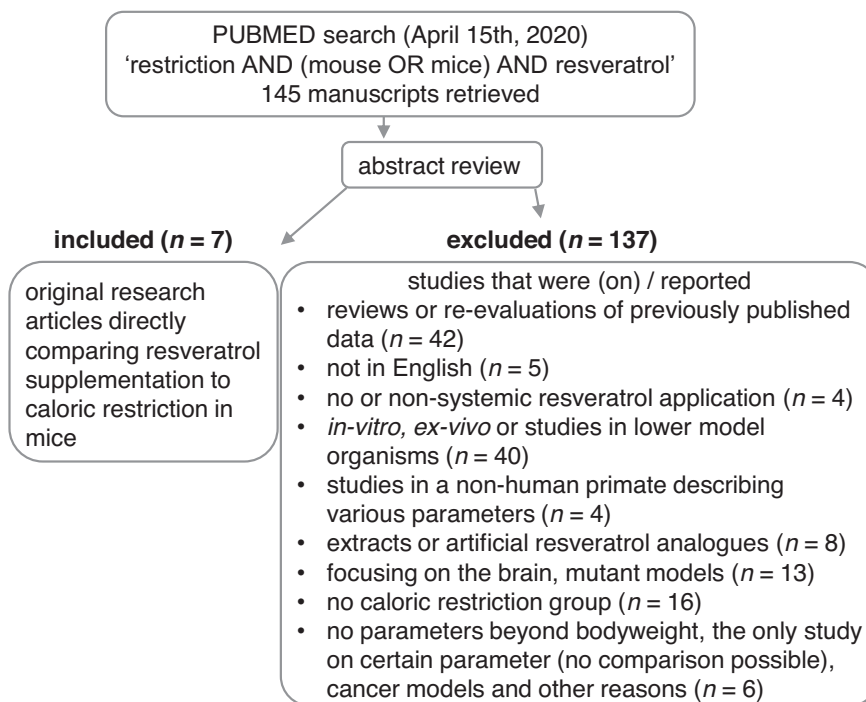 PUBMED search (April 15th, 2020)
‘restriction AND (mouse OR mice) AND resveratrol’
145 manuscripts retrieved
abstract review
included (n = 7)
original research
articles directly
comparing resveratrol
supplementation to
caloric restriction in
mice
excluded (n = 137)
studies that were (on) / reported
• reviews or re-evaluations of previously published
data (n = 42)
• not in English (n = 5)
• no or non-systemic resveratrol application (n = 4)
• in-vitro, ex-vivo or studies in lower model
organisms (n = 40)
• studies in a non-human primate describing
various parameters (n = 4)
• extracts or artificial resveratrol analogues (n = 8)
• focusing on the brain, mutant models (n = 13)
• no caloric restriction group (n = 16)
• no parameters beyond bodyweight, the only study
on certain parameter (no comparison possible),
cancer models and other reasons (n = 6)